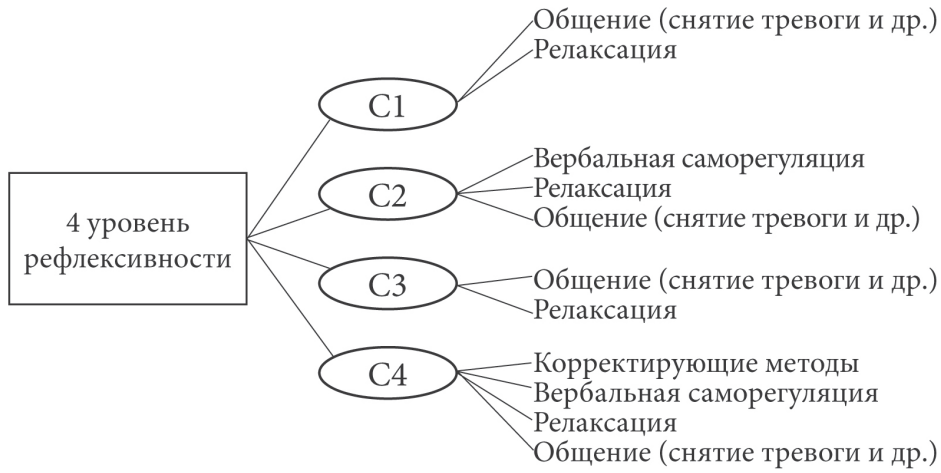 4 уровень
рефлексивности
С1
Общение (снятие тревоги и др.)
Релаксация
С2
Вербальная саморегуляция
Релаксация
Общение (снятие тревоги и др.)
С3
Общение (снятие тревоги и др.)
Релаксация
С4
Корректирующие методы
Вербальная саморегуляция
Релаксация
Общение (снятие тревоги и др.)